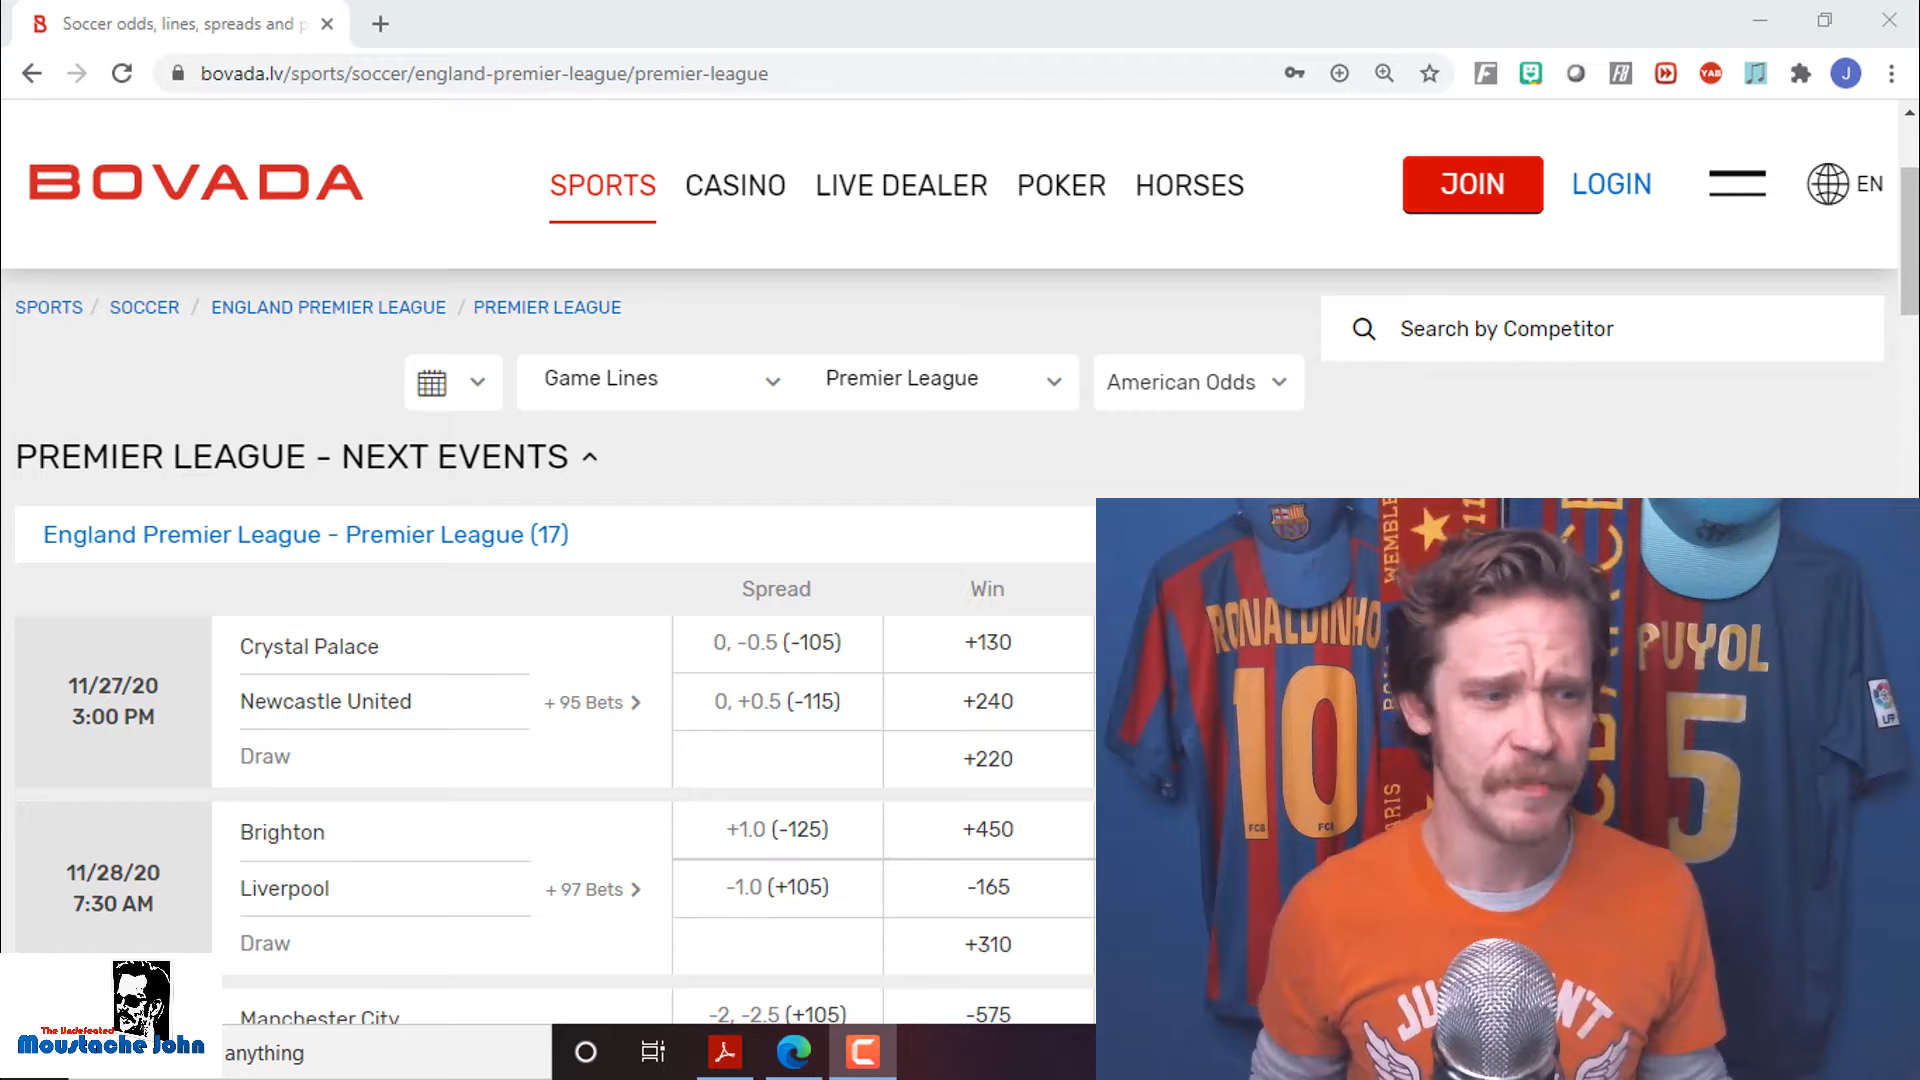 Soccer odds, lines, spreads and p
bovada.lv/sports/soccer/england-premier-league/premier-league
YAB
J
BOVADA
SPORTS CASINO LIVE DEALER POKER HORSES
JOIN LOGIN EN
SPORTS / SOCCER / ENGLAND PREMIER LEAGUE / PREMIER LEAGUE
Search by Competitor
Game Lines Premier League American Odds
PREMIER LEAGUE - NEXT EVENTS
England Premier League - Premier League (17)
Spread Win
11/27/20
3:00 PM
Crystal Palace 0, -0.5 (-105) +130
Newcastle United + 95 Bets 0, +0.5 (-115) +240
Draw +220
11/28/20
7:30 AM
Brighton +1.0 (-125) +450
Liverpool + 97 Bets -1.0 (+105) -165
Draw +310
Manchester City -2, -2.5 (+105) -575
The Undefeated
Moustache John
anything
RONALDINHO
10
FCB
WEMBLE
PUYOL
5
LFP
ARIS